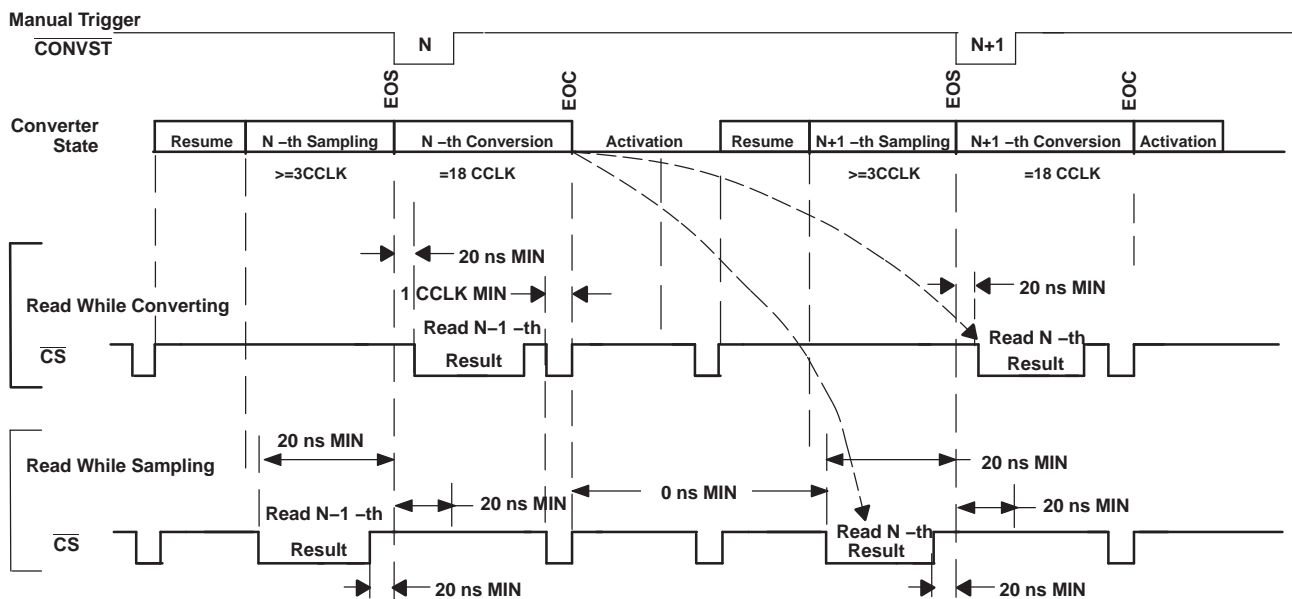 Manual Trigger
CONVST
N
N+1
EOS
EOC
EOS
EOC
Converter
State
Resume
N –th Sampling
N –th Conversion
Activation
Resume
N+1 –th Sampling
N+1 –th Conversion
Activation
>=3CCLK
=18 CCLK
>=3CCLK
=18 CCLK
20 ns MIN
20 ns MIN
1 CCLK MIN
Read While Converting
Read N–1 –th
Result
Read N –th
Result
CS
20 ns MIN
Read While Sampling
20 ns MIN
0 ns MIN
20 ns MIN
20 ns MIN
Read N–1 –th
Result
Read N –th
Result
CS
20 ns MIN
20 ns MIN